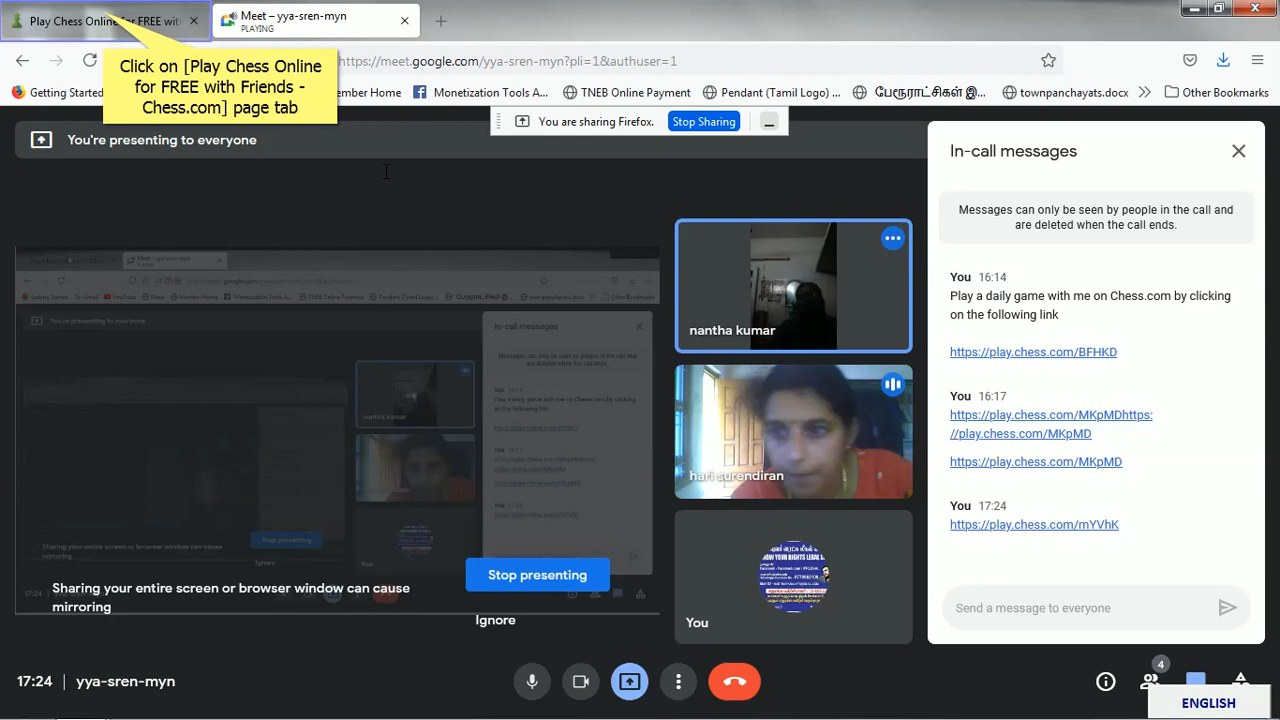 Play Chess Online for FREE wit
Meet – yya-sren-myn
PLAYING
Click on [Play Chess Online
for FREE with Friends -
Chess.com] page tab
https://meet.google.com/yya-sren-myn?pli=1&authuser=1
Getting Started
ember Home
Monetization Tools A...
TNEB Online Payment
Pendant (Tamil Logo) ...
பேரூராட்சிகள் இ...
townpanchayats.docx
Other Bookmarks
You are sharing Firefox.
Stop Sharing
You're presenting to everyone
In-call messages
Messages can only be seen by people in the call and
are deleted when the call ends.
You 16:14
Play a daily game with me on Chess.com by clicking
on the following link
https://play.chess.com/BFHKD
You 16:17
https://play.chess.com/MKpMDhttps:
//play.chess.com/MKpMD
https://play.chess.com/MKpMD
You 17:24
https://play.chess.com/mYVhK
Send a message to everyone
nantha kumar
hari surendiran
You
In-call messages
Stop presenting
Sharing your entire screen or browser window can cause
mirroring
Stop presenting
Ignore
17:24 | yya-sren-myn
4
ENGLISH